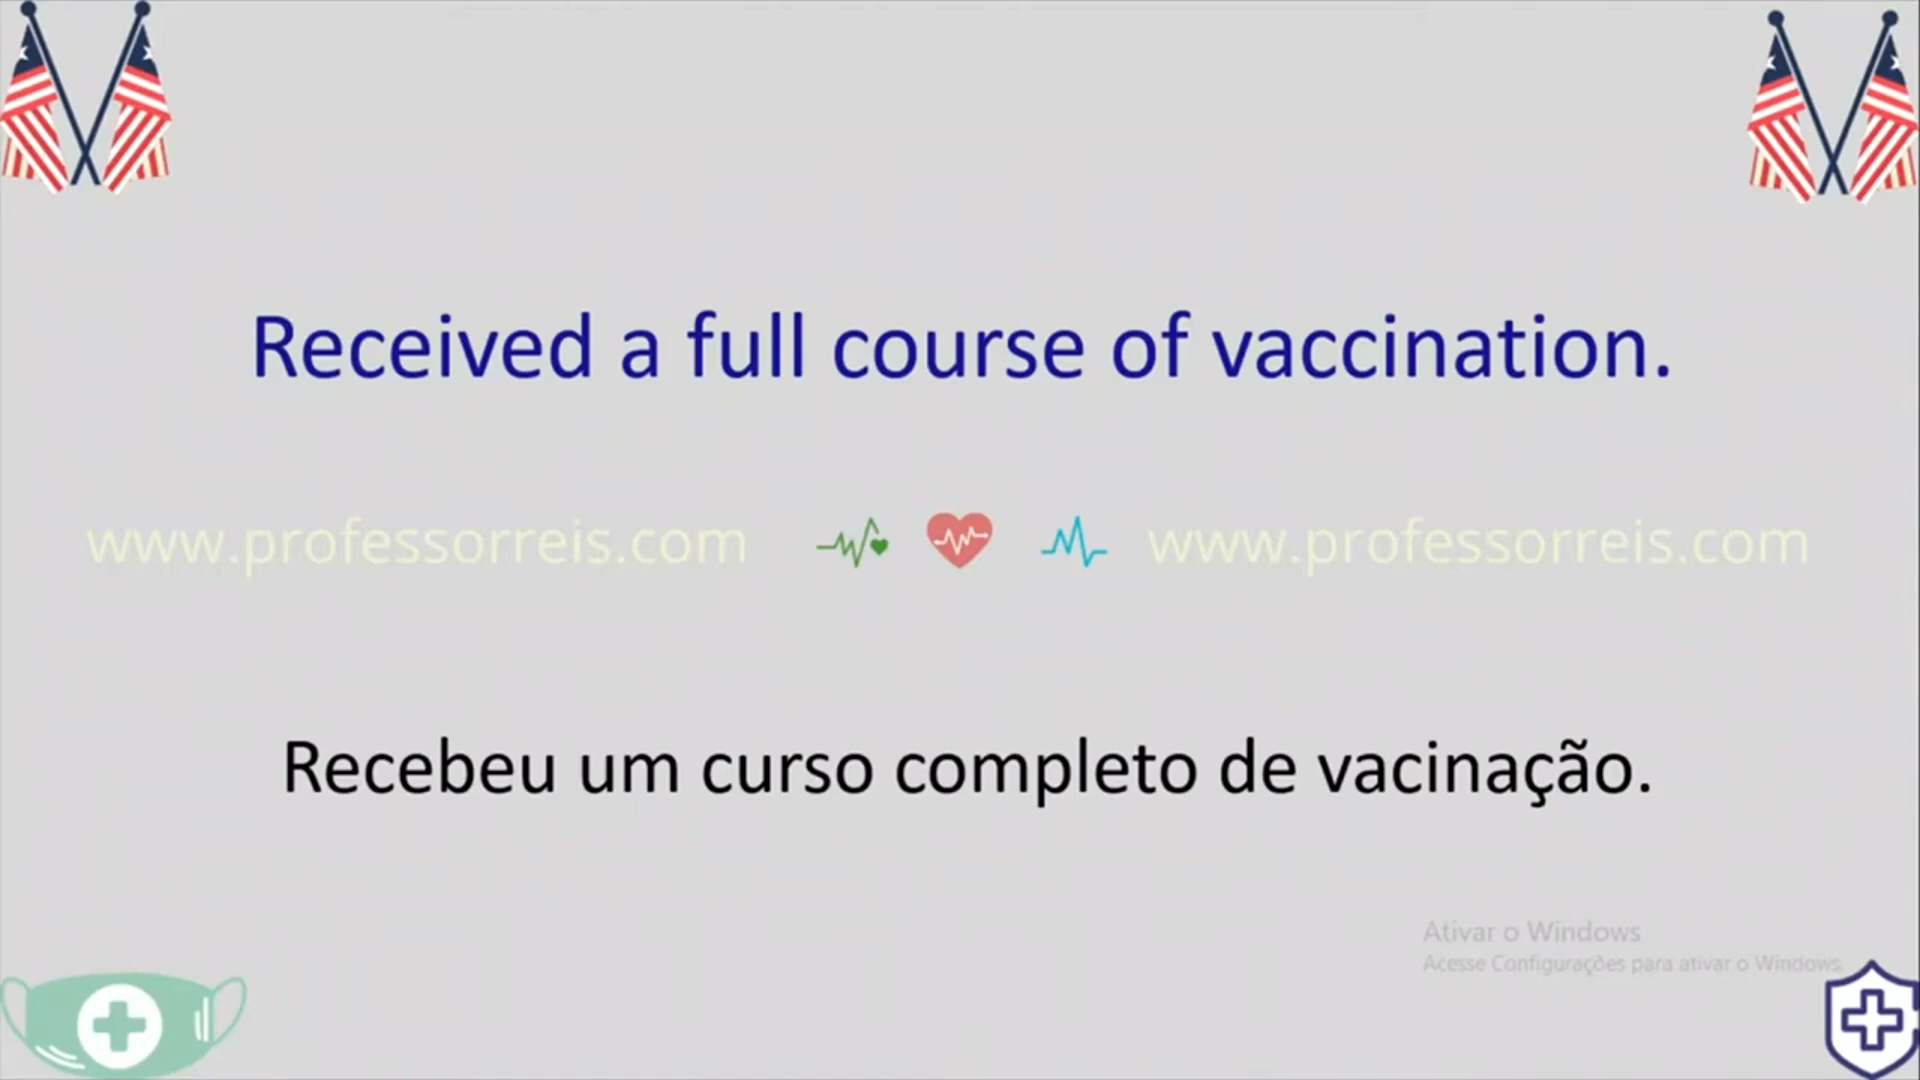 Received a full course of vaccination.
www.professorreis.com www.professorreis.com
Recebeu um curso completo de vacinação.
Ativar o Windows
Acesse Configurações para ativar o Windows.